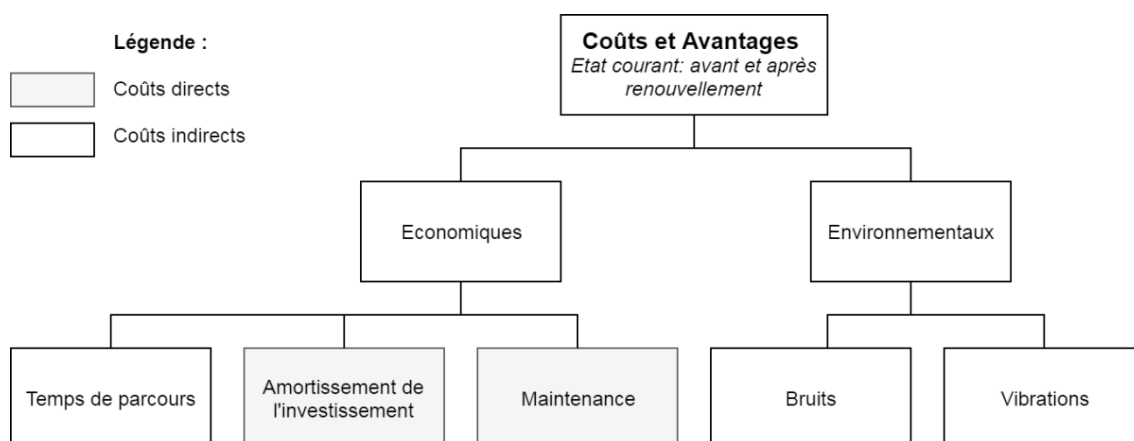 Légende :
Coûts directs
Coûts indirects
Coûts et Avantages
Etat courant: avant et après
renouvellement
Economiques
Environnementaux
Temps de parcours
Amortissement de
l'investissement
Maintenance
Bruits
Vibrations